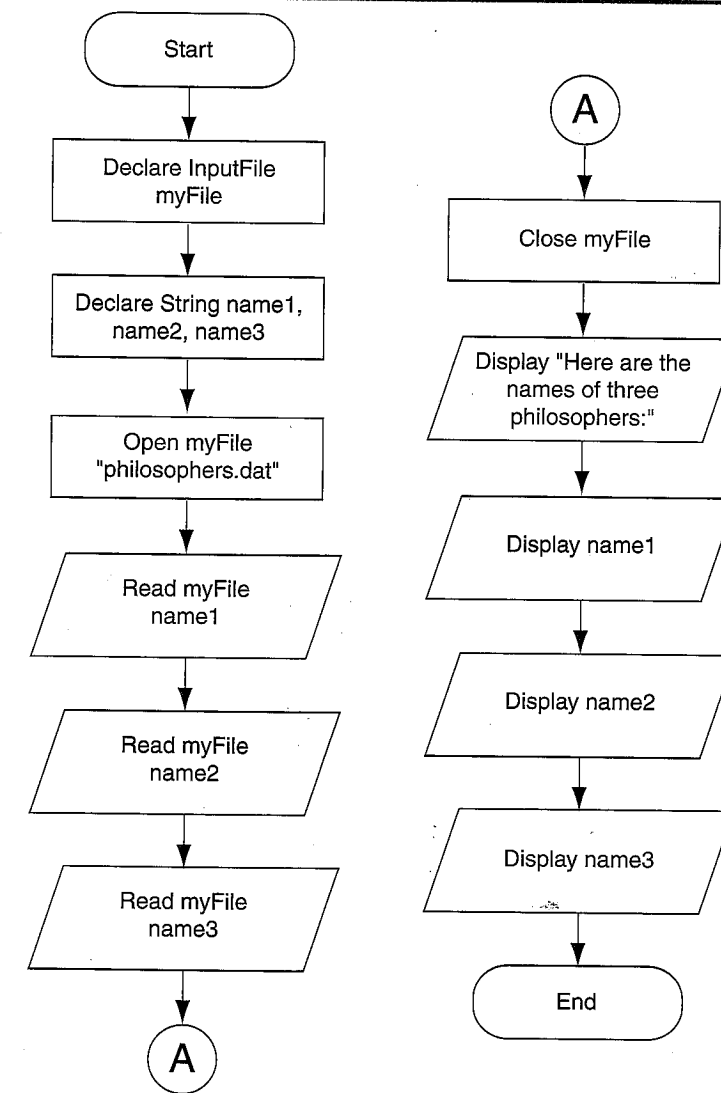 Start
Declare InputFile
myFile
Declare String name1,
name2, name3
Open myFile
"philosophers.dat"
Read myFile
name1
Read myFile
name2
Read myFile
name3
A
A
Close myFile
Display "Here are the
names of three
philosophers:"
Display name1
Display name2
Display name3
End